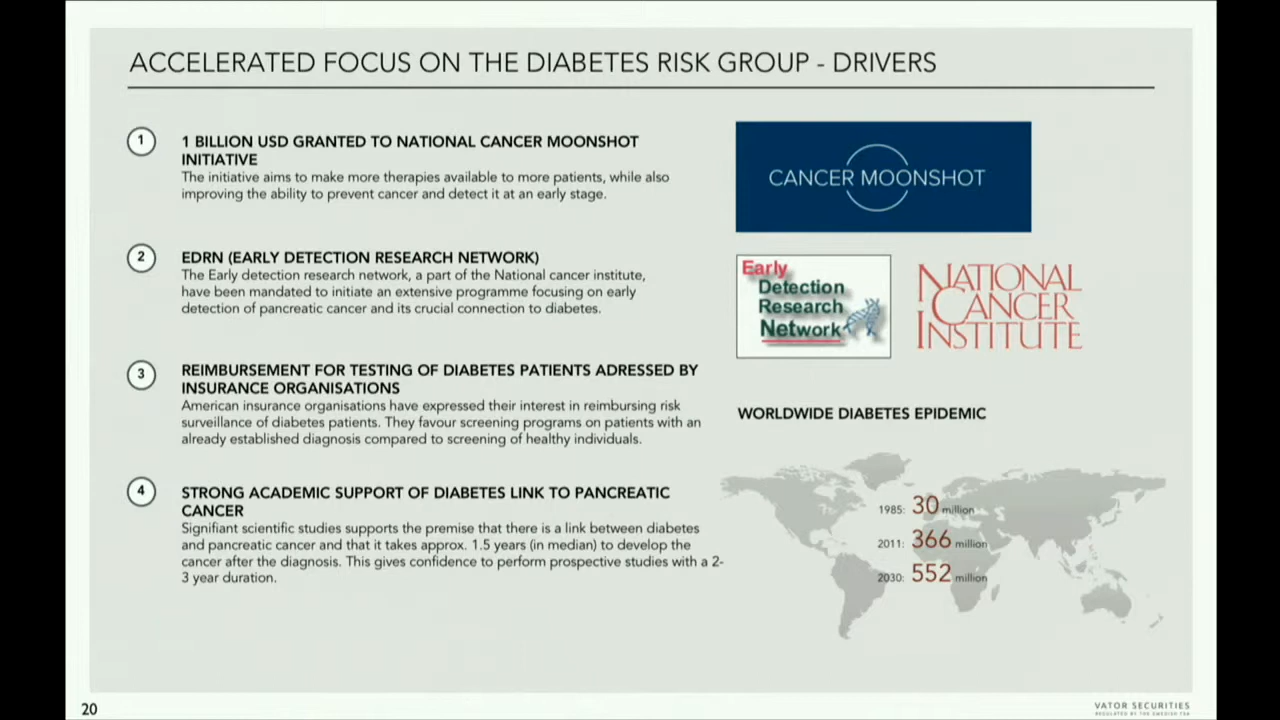 ACCELERATED FOCUS ON THE DIABETES RISK GROUP - DRIVERS
1
1 BILLION USD GRANTED TO NATIONAL CANCER MOONSHOT
INITIATIVE
The initiative aims to make more therapies available to more patients, while also
improving the ability to prevent cancer and detect it at an early stage.
CANCER MOONSHOT
2
EDRN (EARLY DETECTION RESEARCH NETWORK)
The Early detection research network, a part of the National cancer institute,
have been mandated to initiate an extensive programme focusing on early
detection of pancreatic cancer and its crucial connection to diabetes.
Early
Detection
Research
Network
NATIONAL
CANCER
INSTITUTE
3
REIMBURSEMENT FOR TESTING OF DIABETES PATIENTS ADRESSED BY
INSURANCE ORGANISATIONS
American insurance organisations have expressed their interest in reimbursing risk
surveillance of diabetes patients. They favour screening programs on patients with an
already established diagnosis compared to screening of healthy individuals.
4
STRONG ACADEMIC SUPPORT OF DIABETES LINK TO PANCREATIC
CANCER
Signifiant scientific studies supports the premise that there is a link between diabetes
and pancreatic cancer and that it takes approx. 1.5 years (in median) to develop the
cancer after the diagnosis. This gives confidence to perform prospective studies with a 2-
3 year duration.
WORLDWIDE DIABETES EPIDEMIC
1985: 30 million
2011: 366 million
2030: 552 million
20
VATOR SECURITIES
REGULATED BY THE SWEDISH FSA